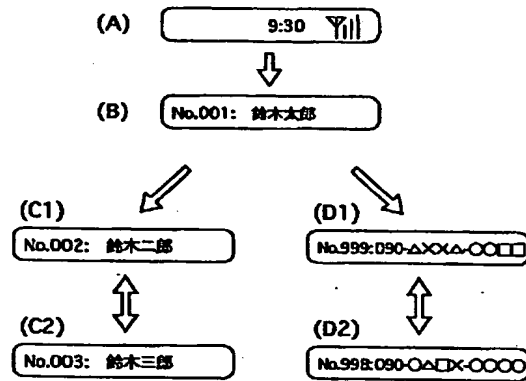 (A)
9:30
(B)
No.001: 鈴木太郎
(C1)
No.002: 鈴木二郎
(D1)
No.999:090-△××△-○○□□
(C2)
No.003: 鈴木三郎
(D2)
No.998:090-○△□×-○○○○